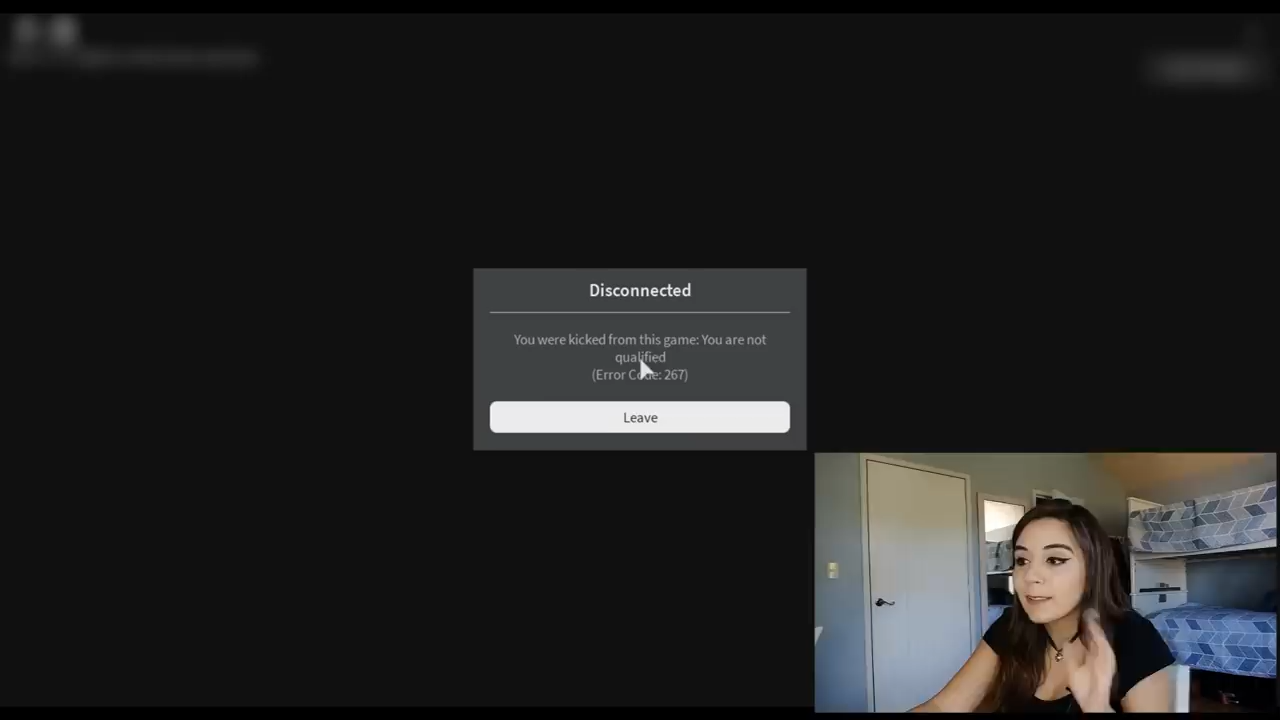 Disconnected
You were kicked from this game: You are not
qualified
(Error Code: 267)
Leave